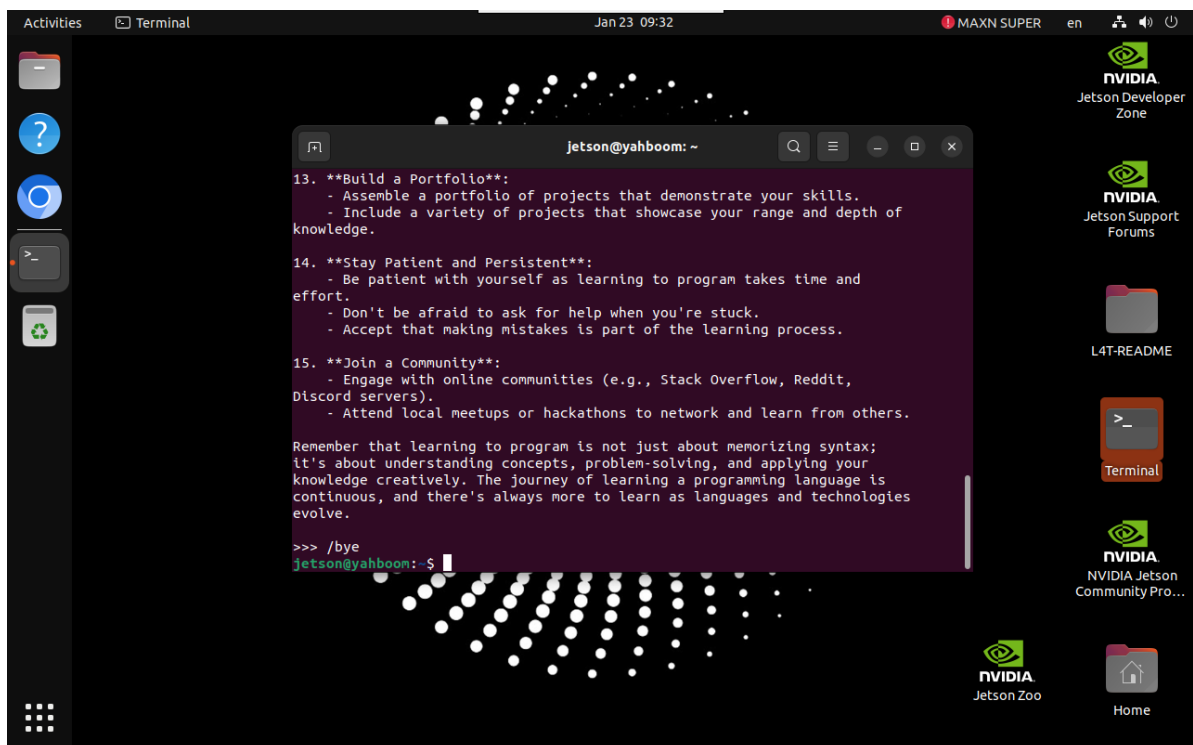 Activities
Terminal
Jan 23 09:32
MAXN SUPER
en
jetson@yahboom: ~
13. **Build a Portfolio**:
- Assemble a portfolio of projects that demonstrate your skills.
- Include a variety of projects that showcase your range and depth of
knowledge.
14. **Stay Patient and Persistent**:
- Be patient with yourself as learning to program takes time and
effort.
- Don't be afraid to ask for help when you're stuck.
- Accept that making mistakes is part of the learning process.
15. **Join a Community**:
- Engage with online communities (e.g., Stack Overflow, Reddit,
Discord servers).
- Attend local meetups or hackathons to network and learn from others.
Remember that learning to program is not just about memorizing syntax;
it's about understanding concepts, problem-solving, and applying your
knowledge creatively. The journey of learning a programming language is
continuous, and there's always more to learn as languages and technologies
evolve.
>>> /bye
jetson@yahboom:~$
NVIDIA.
Jetson Developer
Zone
NVIDIA.
Jetson Support
Forums
L4T-README
>_
Terminal
NVIDIA.
NVIDIA Jetson
Community Pro...
NVIDIA.
Jetson Zoo
Home